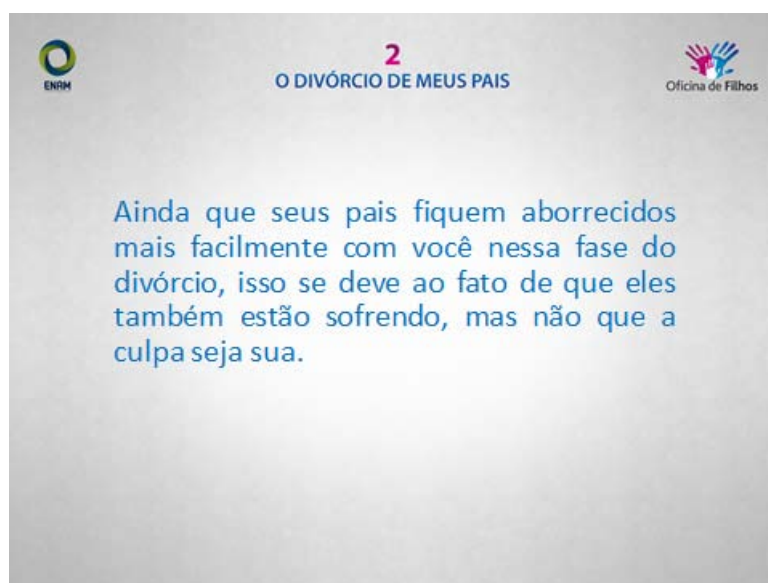 ENAM
2
O DIVÓRCIO DE MEUS PAIS
Oficina de Filhos
Ainda que seus pais fiquem aborrecidos
mais facilmente com você nessa fase do
divórcio, isso se deve ao fato de que eles
também estão sofrendo, mas não que a
culpa seja sua.